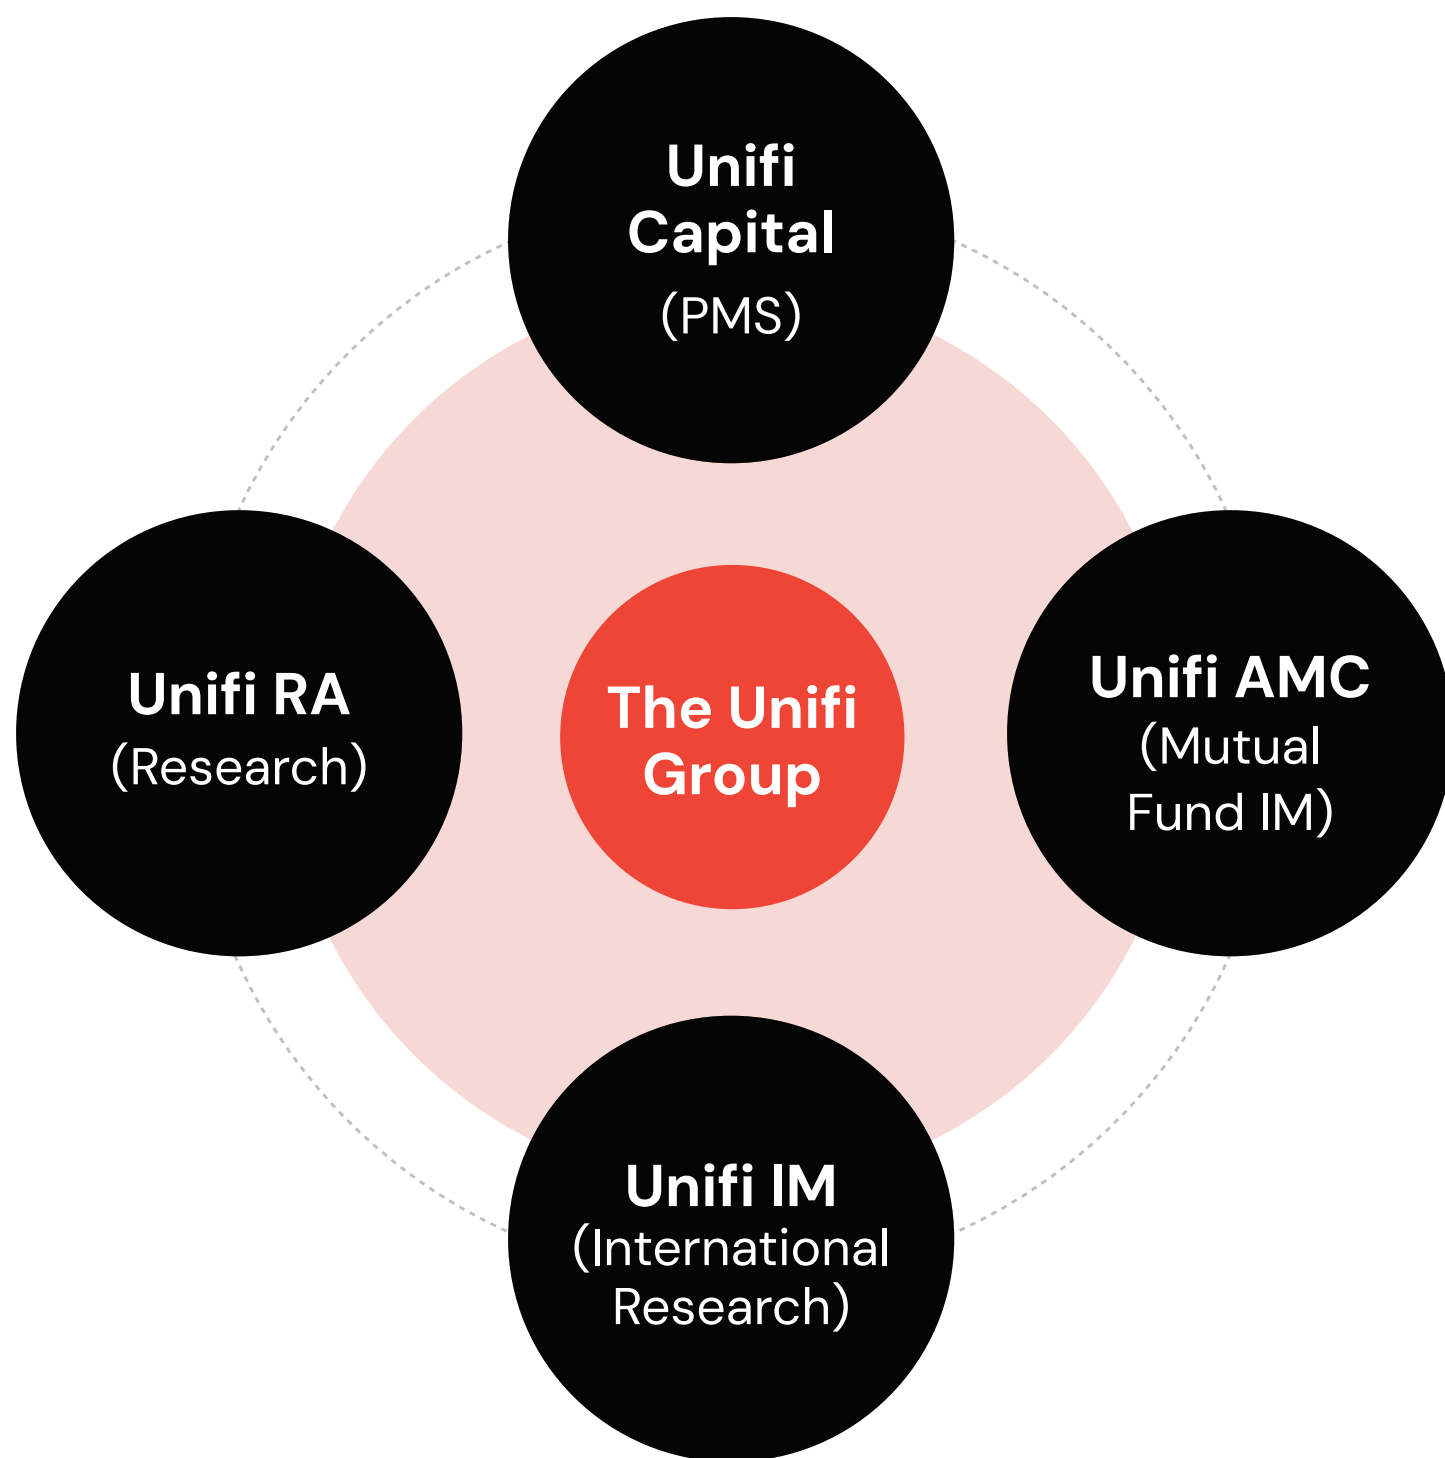 Unifi
Capital
(PMS)
Unifi RA
(Research)
The Unifi
Group
Unifi AMC
(Mutual
Fund IM)
Unifi IM
(International
Research)